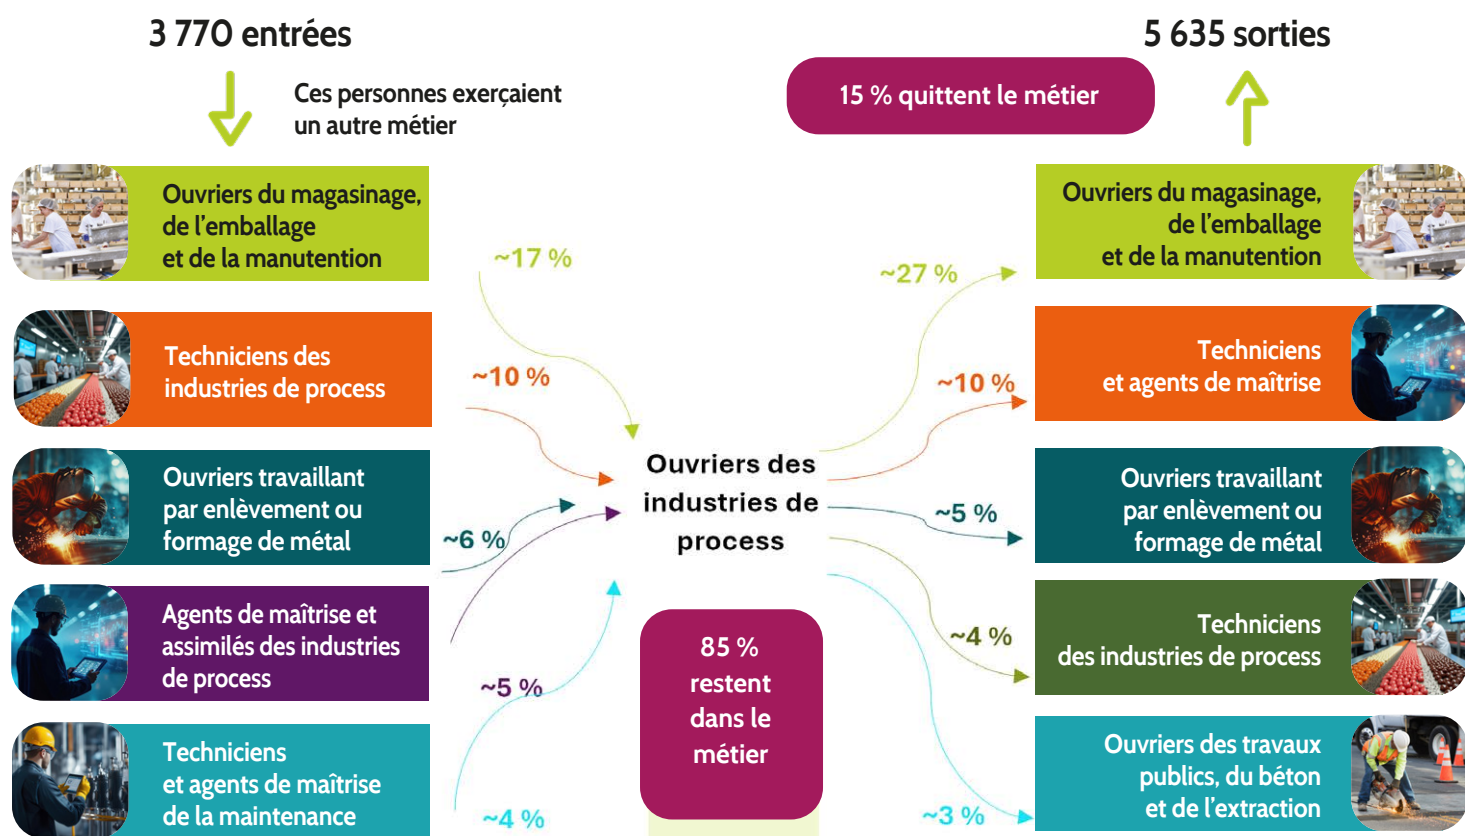 3 770 entrées
Ces personnes exerçaient
un autre métier
Ouvriers du magasinage,
de l'emballage
et de la manutention
~17 %
Techniciens des
industries de process
~10 %
Ouvriers travaillant
par enlèvement ou
formage de métal
~6 %
Agents de maîtrise et
assimilés des industries
de process
~5 %
Techniciens
et agents de maîtrise
de la maintenance
~4 %
Ouvriers des
industries de
process
85 %
restent
dans le
métier
15 % quittent le métier
5 635 sorties
~27 %
Ouvriers du magasinage,
de l'emballage
et de la manutention
~10 %
Techniciens
et agents de maîtrise
~5 %
Ouvriers travaillant
par enlèvement ou
formage de métal
~4 %
Techniciens
des industries de process
~3 %
Ouvriers des travaux
publics, du béton
et de l'extraction